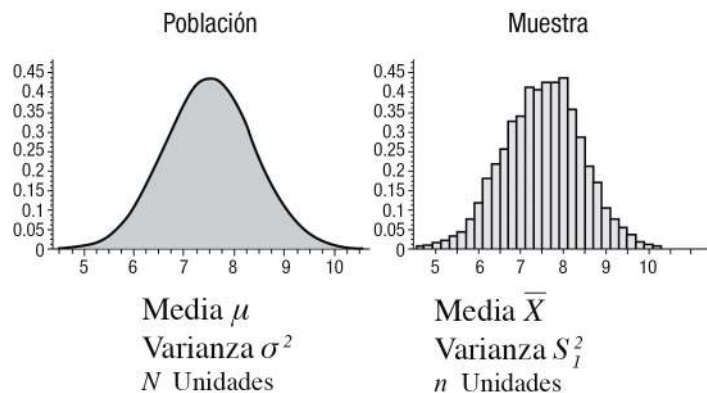 Población
0.45
0.4
0.35
0.3
0.25
0.2
0.15
0.1
0.05
0
5 6 7 8 9 10
Media μ
Varianza σ²
N Unidades
Muestra
0.45
0.4
0.35
0.3
0.25
0.2
0.15
0.1
0.05
0
5 6 7 8 9 10
Media X̅
Varianza S₁²
n Unidades